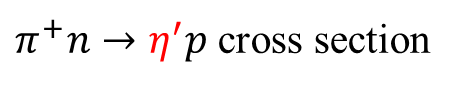 π⁺n → η′p cross section